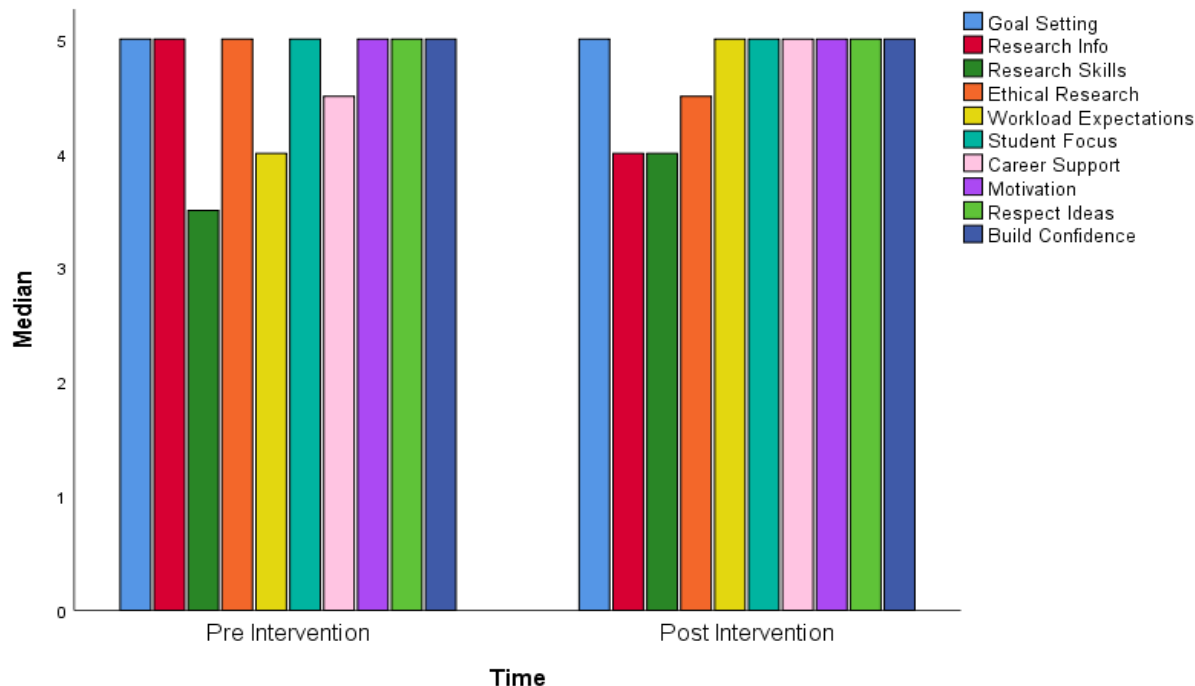 Goal Setting
Research Info
Research Skills
Ethical Research
Workload Expectations
Student Focus
Career Support
Motivation
Respect Ideas
Build Confidence
5
4
3
2
1
0
Median
Pre Intervention
Post Intervention
Time